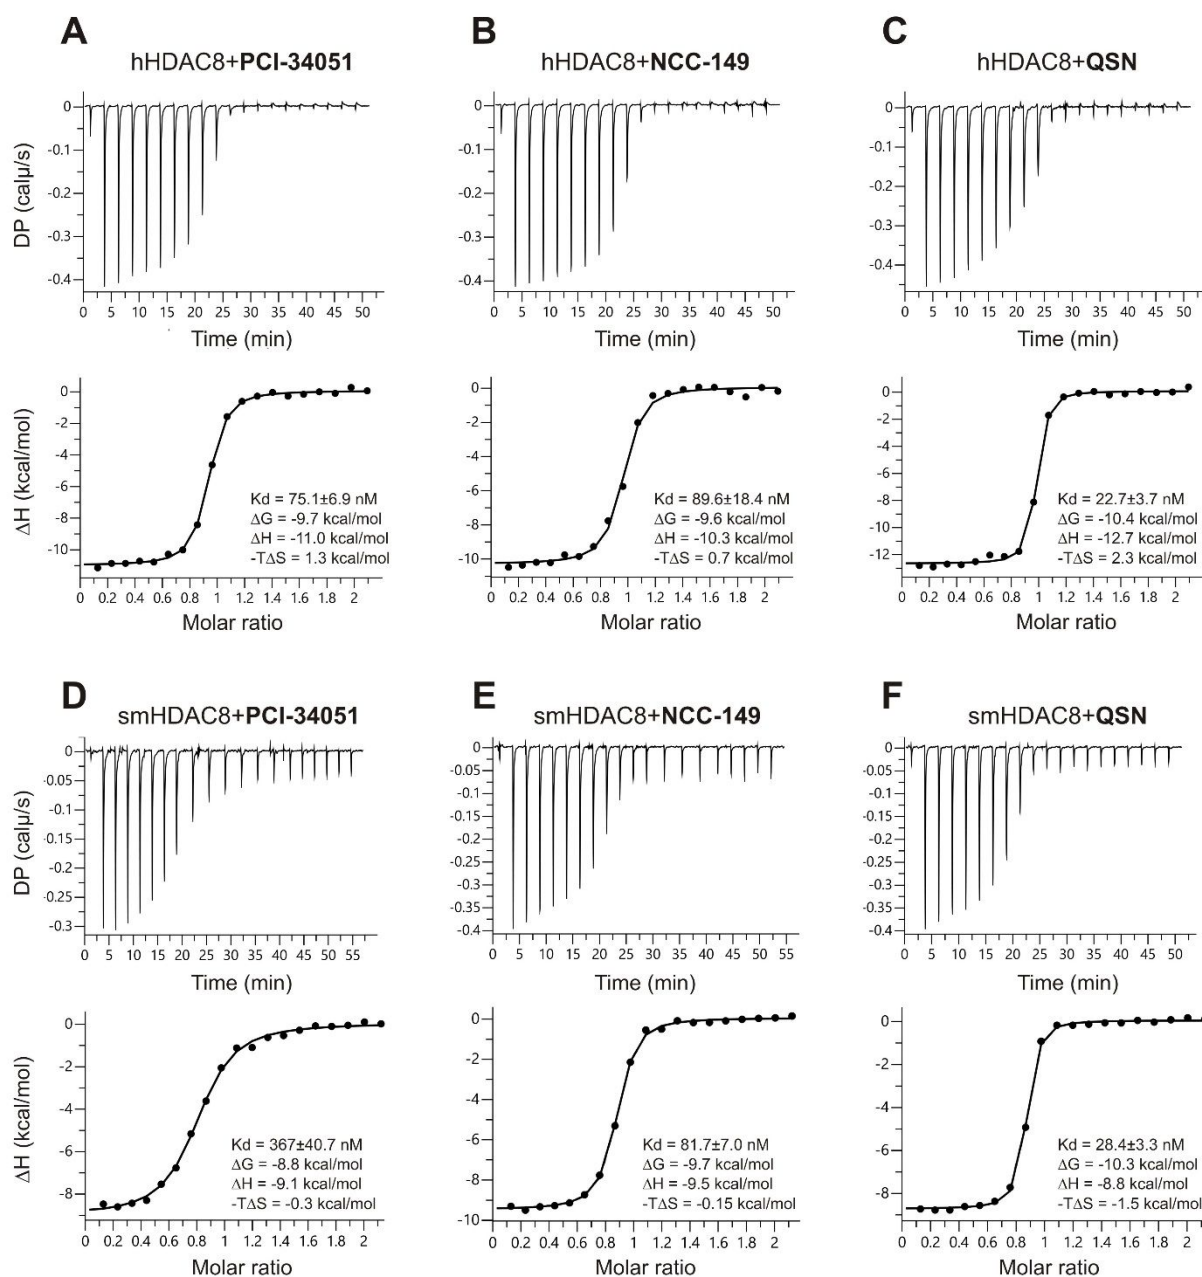 A
hHDAC8+PCI-34051
0
-0.1
-0.2
-0.3
-0.4
DP (calµ/s)
0 5 10 15 20 25 30 35 40 45 50
Time (min)
0
-2
-4
-6
-8
-10
ΔH (kcal/mol)
Kd = 75.1±6.9 nM
ΔG = -9.7 kcal/mol
ΔH = -11.0 kcal/mol
-TΔS = 1.3 kcal/mol
0 0.2 0.4 0.6 0.8 1 1.2 1.4 1.6 1.8 2
Molar ratio
B
hHDAC8+NCC-149
0
-0.1
-0.2
-0.3
-0.4
0 5 10 15 20 25 30 35 40 45 50
Time (min)
0
-2
-4
-6
-8
-10
Kd = 89.6±18.4 nM
ΔG = -9.6 kcal/mol
ΔH = -10.3 kcal/mol
-TΔS = 0.7 kcal/mol
0 0.2 0.4 0.6 0.8 1 1.2 1.4 1.6 1.8 2
Molar ratio
C
hHDAC8+QSN
0
-0.1
-0.2
-0.3
-0.4
0 5 10 15 20 25 30 35 40 45 50
Time (min)
0
-2
-4
-6
-8
-10
-12
Kd = 22.7±3.7 nM
ΔG = -10.4 kcal/mol
ΔH = -12.7 kcal/mol
-TΔS = 2.3 kcal/mol
0 0.2 0.4 0.6 0.8 1 1.2 1.4 1.6 1.8 2
Molar ratio
D
smHDAC8+PCI-34051
0
-0.05
-0.1
-0.15
-0.2
-0.25
-0.3
DP (calµ/s)
0 5 10 15 20 25 30 35 40 45 50 55
Time (min)
0
-2
-4
-6
-8
ΔH (kcal/mol)
Kd = 367±40.7 nM
ΔG = -8.8 kcal/mol
ΔH = -9.1 kcal/mol
-TΔS = -0.3 kcal/mol
0 0.2 0.4 0.6 0.8 1 1.2 1.4 1.6 1.8 2
Molar ratio
E
smHDAC8+NCC-149
0
-0.05
-0.1
-0.15
-0.2
-0.25
-0.3
-0.35
-0.4
0 5 10 15 20 25 30 35 40 45 50 55
Time (min)
0
-2
-4
-6
-8
-10
Kd = 81.7±7.0 nM
ΔG = -9.7 kcal/mol
ΔH = -9.5 kcal/mol
-TΔS = -0.15 kcal/mol
0 0.2 0.4 0.6 0.8 1 1.2 1.4 1.6 1.8 2
Molar ratio
F
smHDAC8+QSN
0
-0.05
-0.1
-0.15
-0.2
-0.25
-0.3
-0.35
-0.4
0 5 10 15 20 25 30 35 40 45 50
Time (min)
0
-2
-4
-6
-8
Kd = 28.4±3.3 nM
ΔG = -10.3 kcal/mol
ΔH = -8.8 kcal/mol
-TΔS = -1.5 kcal/mol
0 0.2 0.4 0.6 0.8 1 1.2 1.4 1.6 1.8 2
Molar ratio